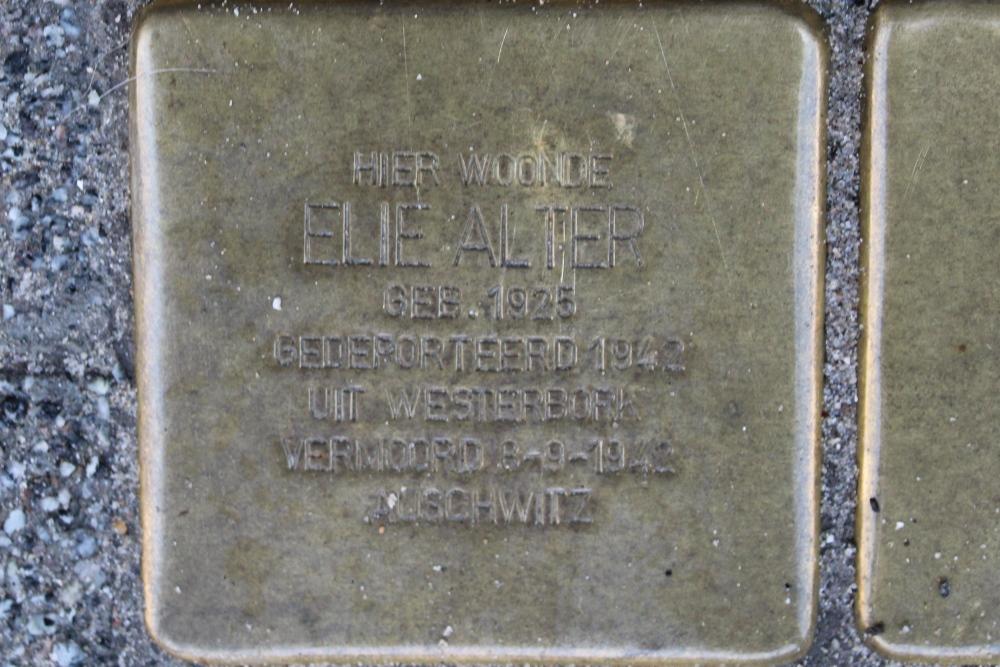 HIER WOONDE
ELIE ALTER
GEB. 1925
GEDEPORTEERD 1942
UIT WESTERBORK
VERMOORD 8-9-1942
AUSCHWITZ